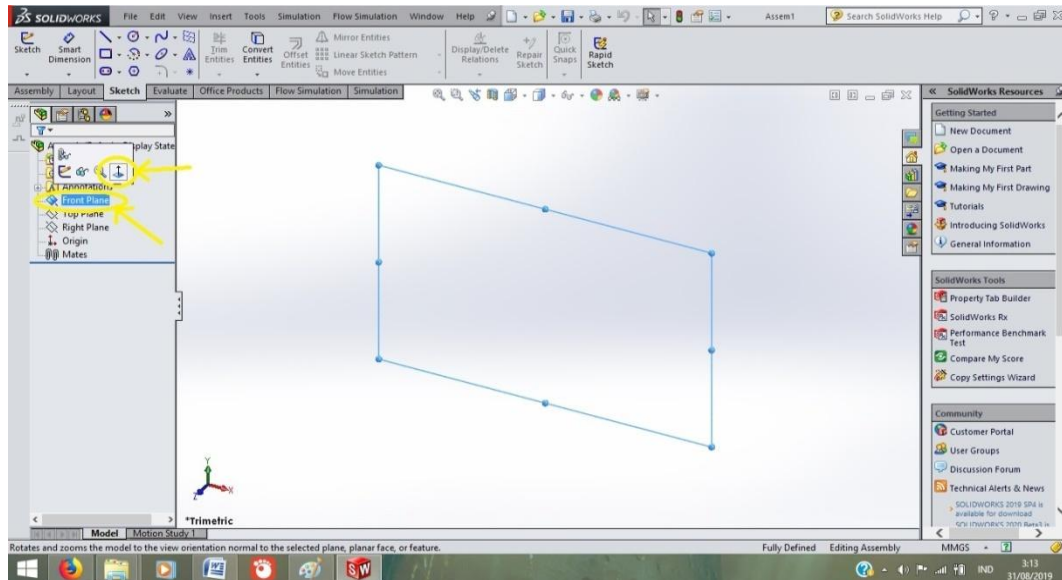 SOLIDWORKS File Edit View Insert Tools Simulation Flow Simulation Window Help Assem1 Search SolidWorks Help
Sketch
Smart Dimension
Trim Entities
Convert Entities
Offset Entities
Mirror Entities
Linear Sketch Pattern
Move Entities
Display/Delete Relations
Repair Sketch
Quick Snaps
Rapid Sketch
Assembly Layout Sketch Evaluate Office Products Flow Simulation Simulation
SolidWorks Resources
Getting Started
New Document
Open a Document
Making My First Part
Making My First Drawing
Tutorials
Introducing SolidWorks
General Information
SolidWorks Tools
Property Tab Builder
SolidWorks Rx
Performance Benchmark
Test
Compare My Score
Copy Settings Wizard
Community
Customer Portal
User Groups
Discussion Forum
Technical Alerts & News
SOLIDWORKS 2019 SP4 is
available for download
SOLIDWORKS 2020 Beta3 is
Display State
Annotations
Front Plane
Top Plane
Right Plane
Origin
Mates
Y
X
Z
*Trimetric
Model Motion Study 1
Rotates and zooms the model to the view orientation normal to the selected plane, planar face, or feature.
Fully Defined Editing Assembly MMGS
IND 3:13
31/08/2019